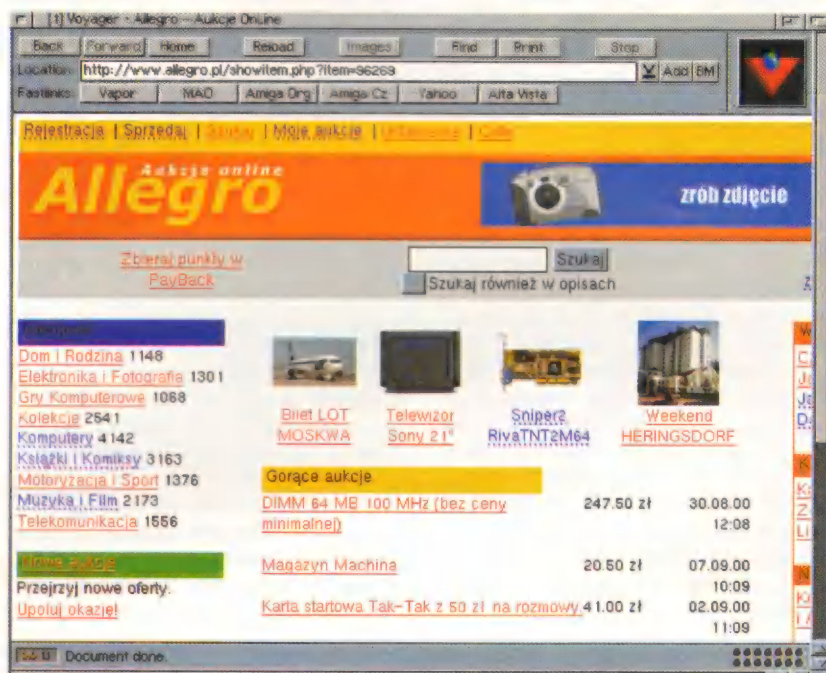 [1] Voyager - Allegro - Aukcje OnLine
Back Forward Home Reload Images Find Print Stop
Location: http://www.allegro.pl/showitem.php?item=96269 Add BM
Fastlinks: Vapor MAO Amiga Org Amiga Cz Yahoo Alta Vista
Rejestracja | Sprzedaj | Szukaj | Moje aukcje |
Aukcje online
Allegro
zrób zdjęcie
Zbieraj punkty w
PayBack
Szukaj
Szukaj również w opisach
Dom i Rodzina 1148
Elektronika i Fotografia 1301
Gry Komputerowe 1068
Kolekcje 2541
Komputery 4142
Książki i Komiksy 3163
Motoryzacja i Sport 1376
Muzyka i Film 2173
Telekomunikacja 1556
Nowe aukcje
Przejrzyj nowe oferty.
Upoluj okazję!
Bilet LOT
MOSKWA
Telewizor
Sony 21"
Sniper2
RivaTNT2M64
Weekend
HERINGSDORF
Gorące aukcje
DIMM 64 MB 100 MHz (bez ceny
minimalnej) 247.50 zł 30.08.00
12:08
Magazyn Machina 20.50 zł 07.09.00
10:09
Karta startowa Tak-Tak z 50 zł na rozmowy 41.00 zł 02.09.00
11:09
Document done.